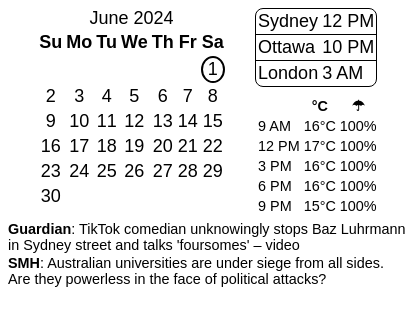 June 2024
Su Mo Tu We Th Fr Sa
1
2 3 4 5 6 7 8
9 10 11 12 13 14 15
16 17 18 19 20 21 22
23 24 25 26 27 28 29
30
Sydney 12 PM
Ottawa 10 PM
London 3 AM
°C ☂
9 AM 16°C 100%
12 PM 17°C 100%
3 PM 16°C 100%
6 PM 16°C 100%
9 PM 15°C 100%
Guardian: TikTok comedian unknowingly stops Baz Luhrmann
in Sydney street and talks 'foursomes' – video
SMH: Australian universities are under siege from all sides.
Are they powerless in the face of political attacks?